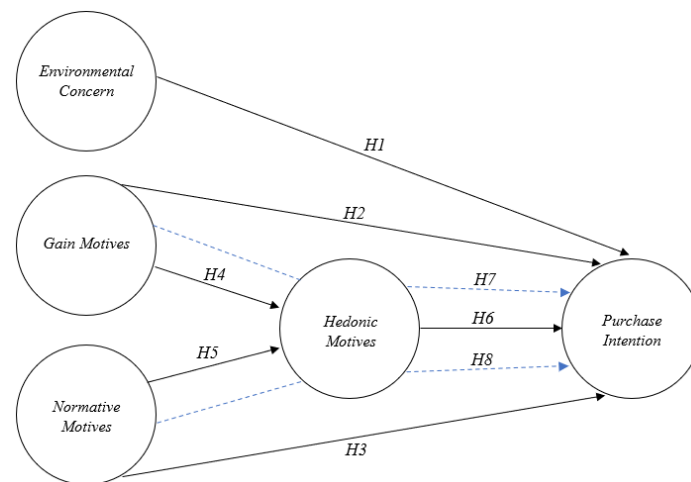 Environmental
Concern
H1
H2
Gain Motives
H4
H7
Hedonic
Motives
H6
Purchase
Intention
H5
H8
Normative
Motives
H3